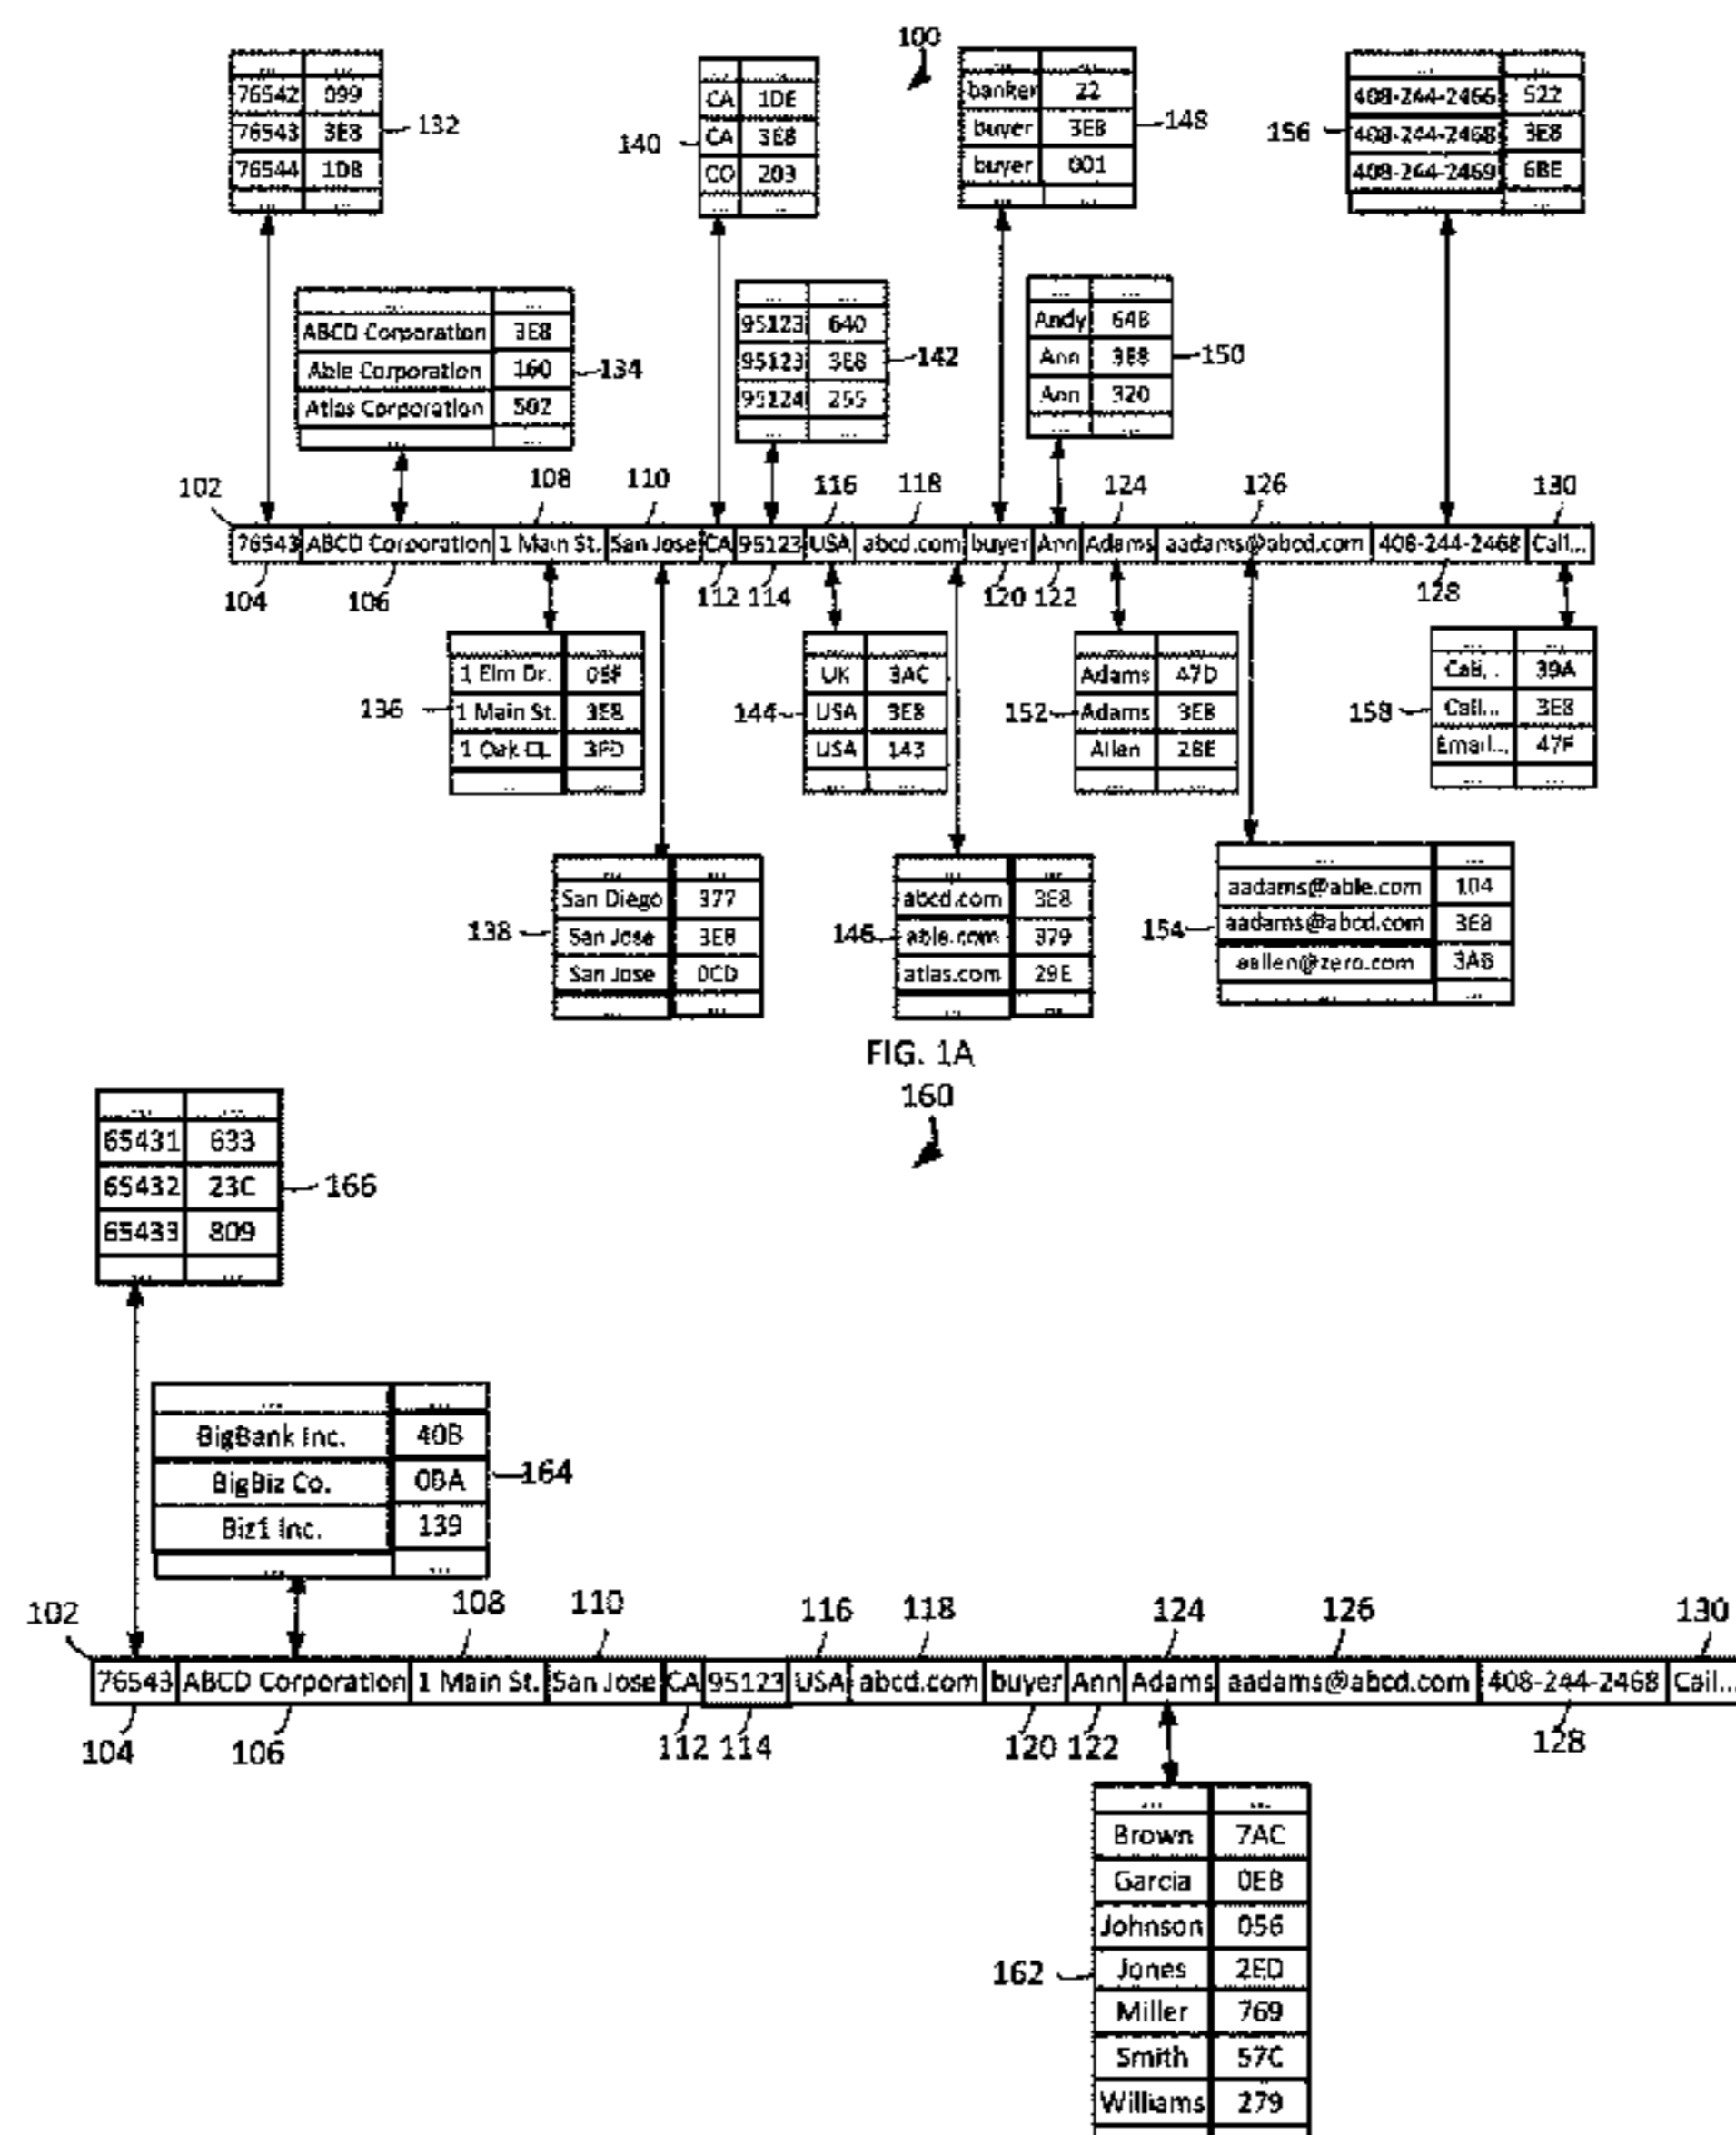 100
76542 099
76543 3E8
76544 1DB
132
CA 1DE
CA 3E8
CO 203
140
banker 22
buyer 3E8
buyer 001
148
408-244-2466 522
408-244-2468 3E8
408-244-2469 6BE
156
ABCD Corporation 3E8
Able Corporation 160
Atlas Corporation 502
134
95123 640
95123 3E8
95124 255
142
Andy 64B
Ann 3E8
Ann 320
150
102 108 110 116 118 124 126 130
76543 ABCD Corporation 1 Main St. San Jose CA 95123 USA abcd.com buyer Ann Adams aadams@abcd.com 408-244-2468 Call...
104 106 112 114 120 122 128
1 Elm Dr.
1 Main St. 3E8
1 Oak Ct. 3FD
136
UK 3AC
USA 3E8
USA 143
144
Adams 47D
Adams 3E8
Allen 28E
152
Call... 39A
Call... 3E8
Email... 47F
158
San Diego 377
San Jose 3E8
San Jose 0CD
138
abcd.com 3E8
able.com 379
atlas.com 29E
146
aadams@able.com 104
aadams@abcd.com 3E8
aallen@zero.com
154
FIG. 1A
160
65431 633
65432 23C
65433 809
166
BigBank Inc. 40B
BigBiz Co. 0BA
Biz1 Inc. 139
164
102 108 110 116 118 124 126 130
76543 ABCD Corporation 1 Main St. San Jose CA 95123 USA abcd.com buyer Ann Adams aadams@abcd.com 408-244-2468 Call...
104 106 112 114 120 122 128
Brown 7AC
Garcia 0EB
Johnson 056
Jones 2ED
Miller 769
Smith 57C
Williams 279
162